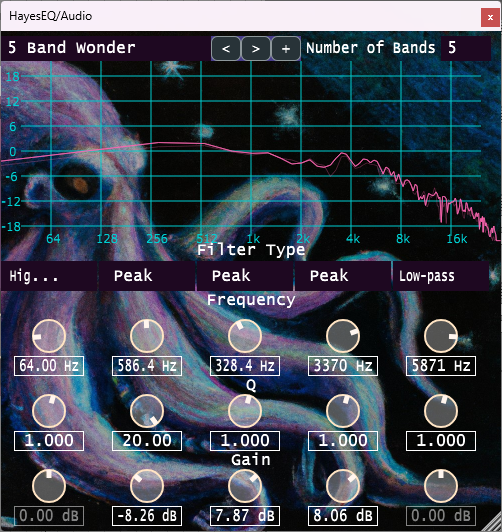 HayesEQ/Audio x
5 Band Wonder < > + Number of Bands 5
18
12
6
0
-6
-12
-18
64 128 256 512 1k 2k 4k 8k 16k
Filter Type
Hig... Peak Peak Peak Low-pass
Frequency
64.00 Hz 586.4 Hz 328.4 Hz 3370 Hz 5871 Hz
Q
1.000 20.00 1.000 1.000 1.000
Gain
0.00 dB -8.26 dB 7.87 dB 8.06 dB 0.00 dB